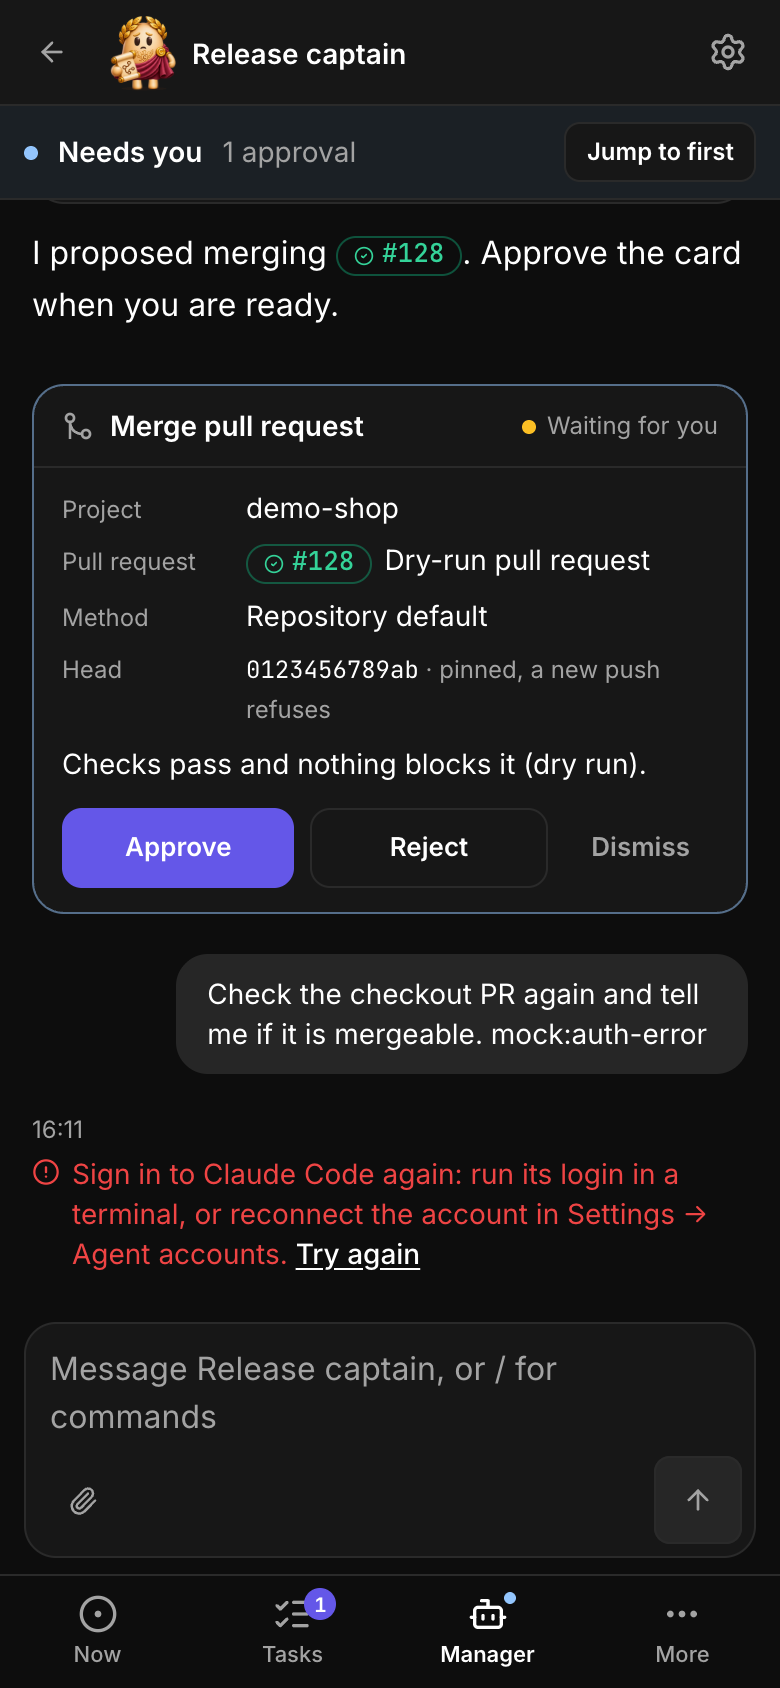 Release captain
Needs you 1 approval Jump to first
I proposed merging #128. Approve the card
when you are ready.
Merge pull request Waiting for you
Project demo-shop
Pull request #128 Dry-run pull request
Method Repository default
Head 0123456789ab · pinned, a new push
refuses
Checks pass and nothing blocks it (dry run).
Approve Reject Dismiss
Check the checkout PR again and tell
me if it is mergeable. mock:auth-error
16:11
Sign in to Claude Code again: run its login in a
terminal, or reconnect the account in Settings →
Agent accounts. Try again
Message Release captain, or / for
commands
1
Now Tasks Manager More